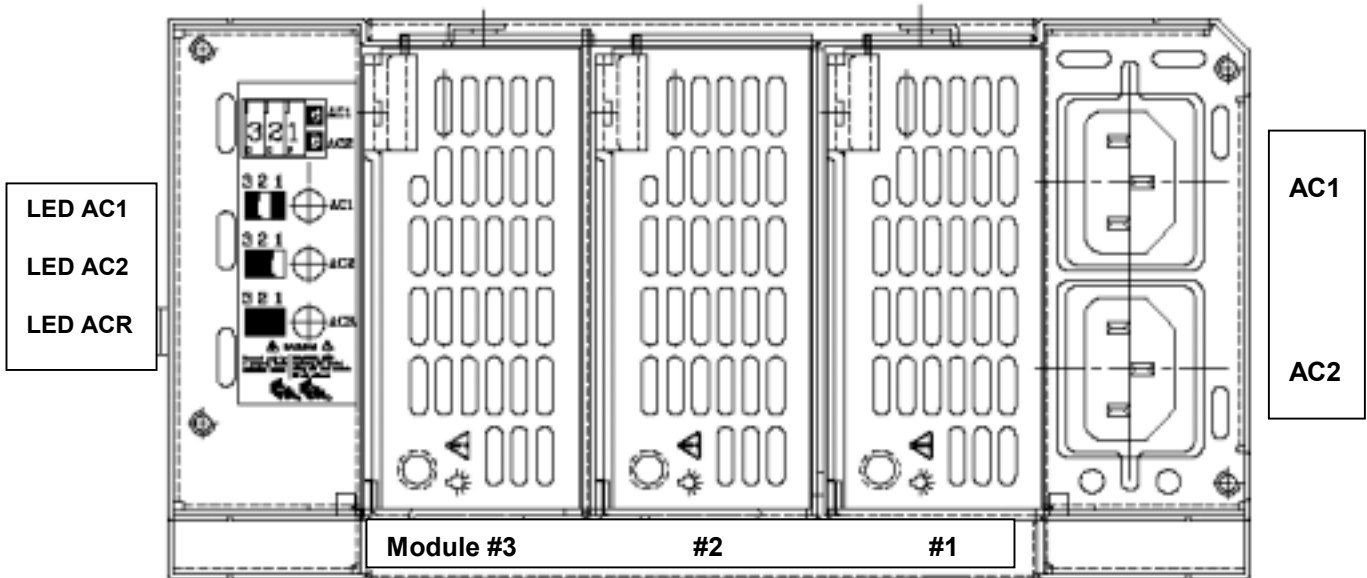 3 2 1 AC1
AC2
3 2 1
AC1
3 2 1
AC2
3 2 1
LED AC1
LED AC2
LED ACR
AC1
AC2
Module #3 #2 #1